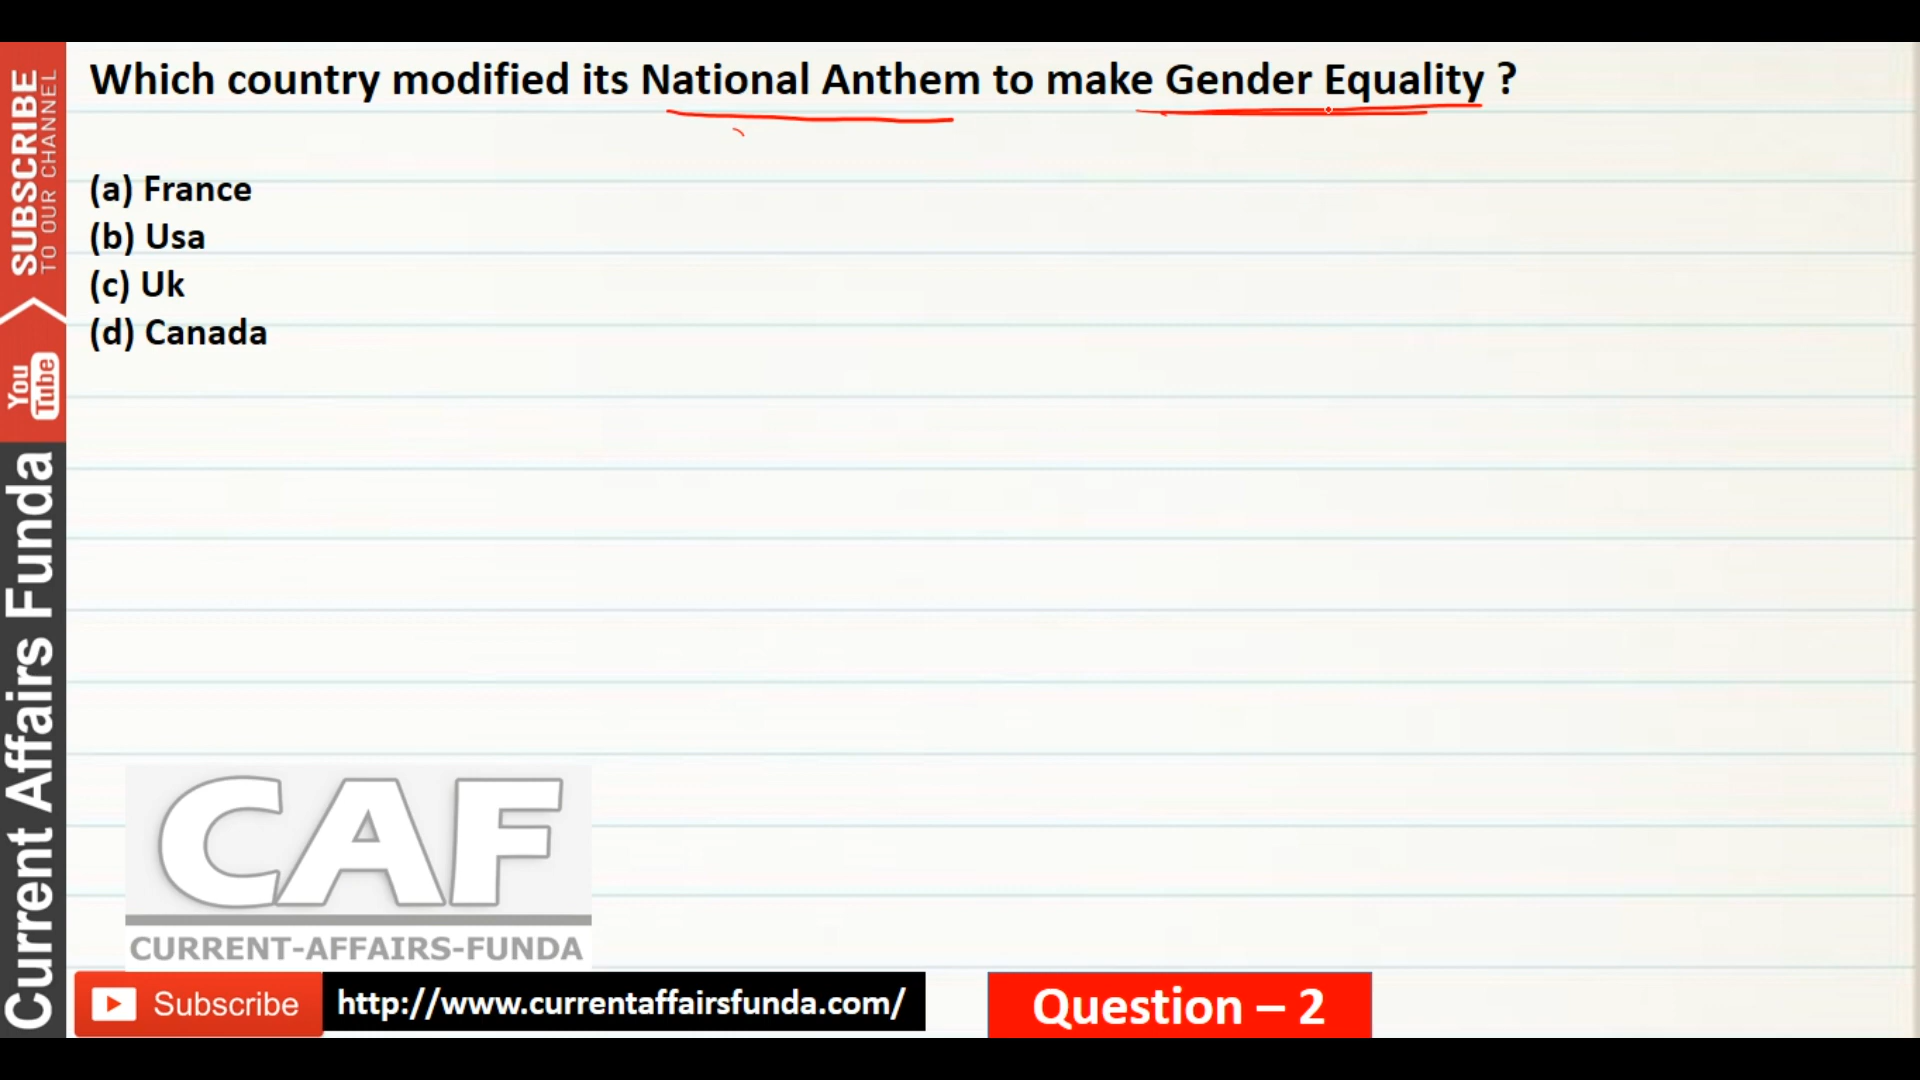 Which country modified its National Anthem to make Gender Equality ?
(a) France
(b) Usa
(c) Uk
(d) Canada
SUBSCRIBE
TO OUR CHANNEL
You
Tube
Current Affairs Funda
CAF
CURRENT-AFFAIRS-FUNDA
Subscribe
http://www.currentaffairsfunda.com/
Question – 2